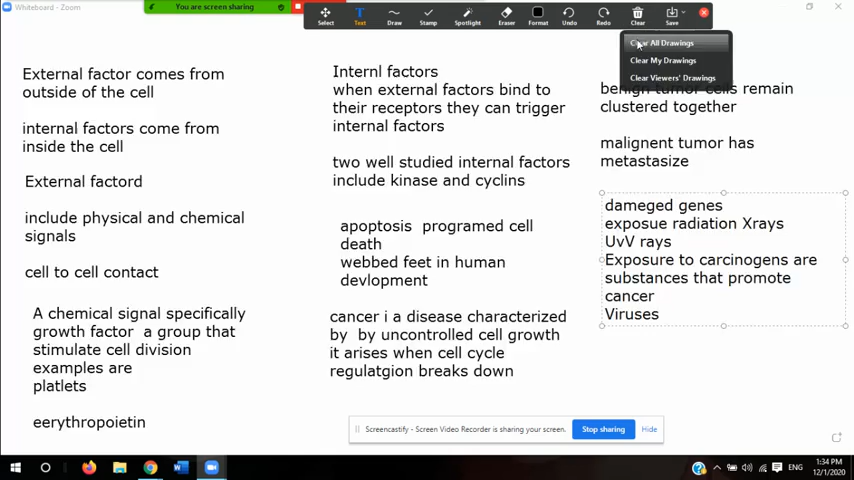 Whiteboard - Zoom
You are screen sharing
Select
Text
Draw
Stamp
Spotlight
Eraser
Format
Undo
Redo
Clear
Save
Clear All Drawings
Clear My Drawings
Clear Viewers' Drawings
External factor comes from
outside of the cell
internal factors come from
inside the cell
External factord
include physical and chemical
signals
cell to cell contact
A chemical signal specifically
growth factor a group that
stimulate cell division
examples are
platlets
eerythropoietin
Internl factors
when external factors bind to
their receptors they can trigger
internal factors
two well studied internal factors
include kinase and cyclins
apoptosis programed cell
death
webbed feet in human
devlopment
cancer i a disease characterized
by by uncontrolled cell growth
it arises when cell cycle
regulatgion breaks down
benign tumor cells remain
clustered together
malignent tumor has
metastasize
dameged genes
exposue radiation Xrays
UvV rays
Exposure to carcinogens are
substances that promote
cancer
Viruses
Screencastify - Screen Video Recorder is sharing your screen.
Stop sharing
Hide
ENG
1:34 PM
12/1/2020